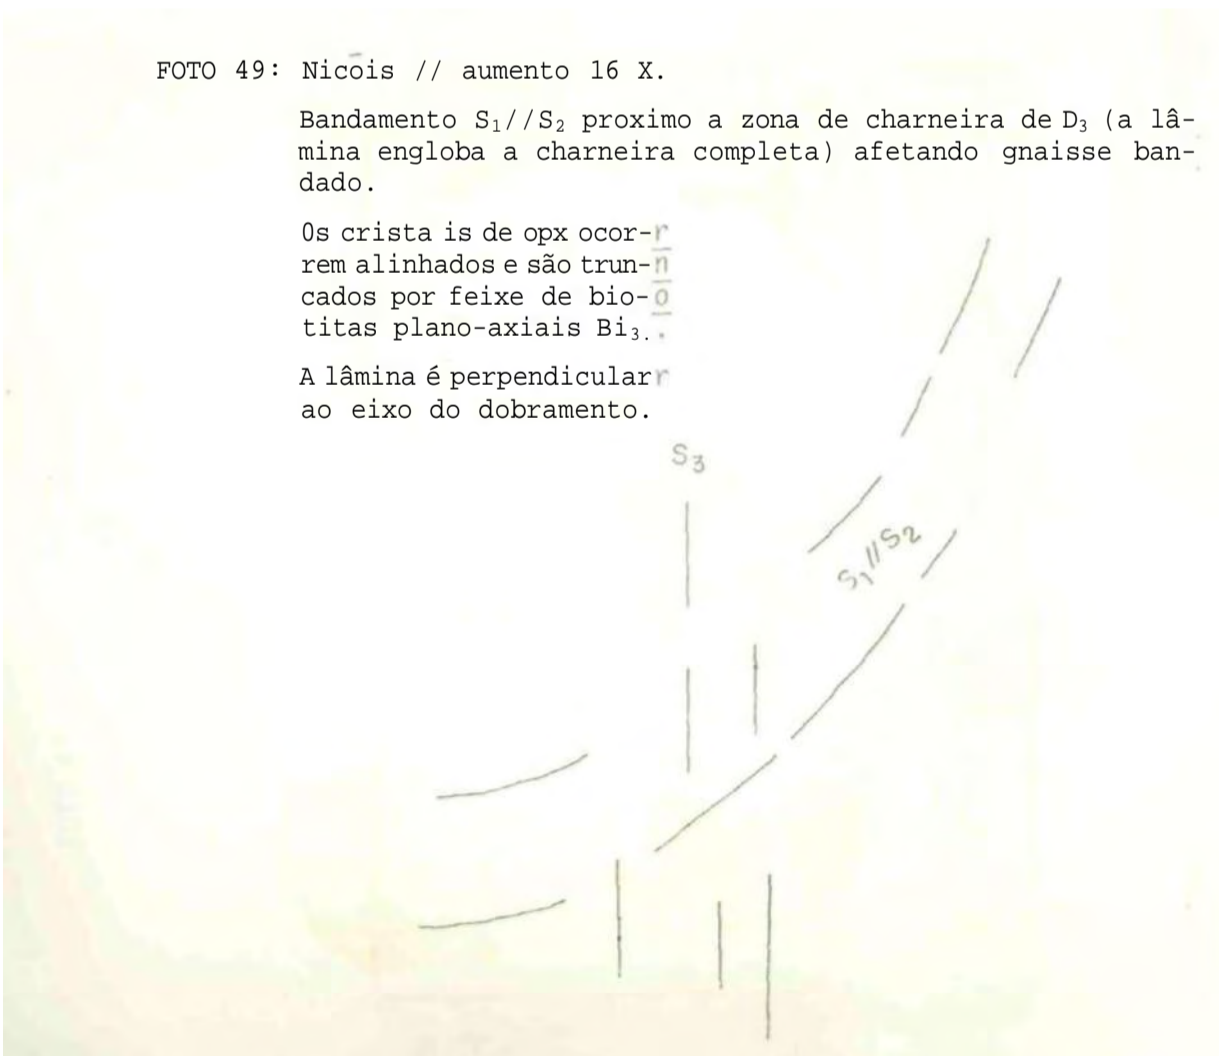 FOTO 49: Nicois // aumento 16 X.
Bandamento S₁//S₂ proximo a zona de charneira de D₃ (a lâ-
mina engloba a charneira completa) afetando gnaisse ban-
dado.
Os crista is de opx ocor-r
rem alinhados e são trun-n
cados por feixe de bio-o
titas plano-axiais Bi₃..
A lâmina é perpendicular r
ao eixo do dobramento.
S₃
S₁//S₂